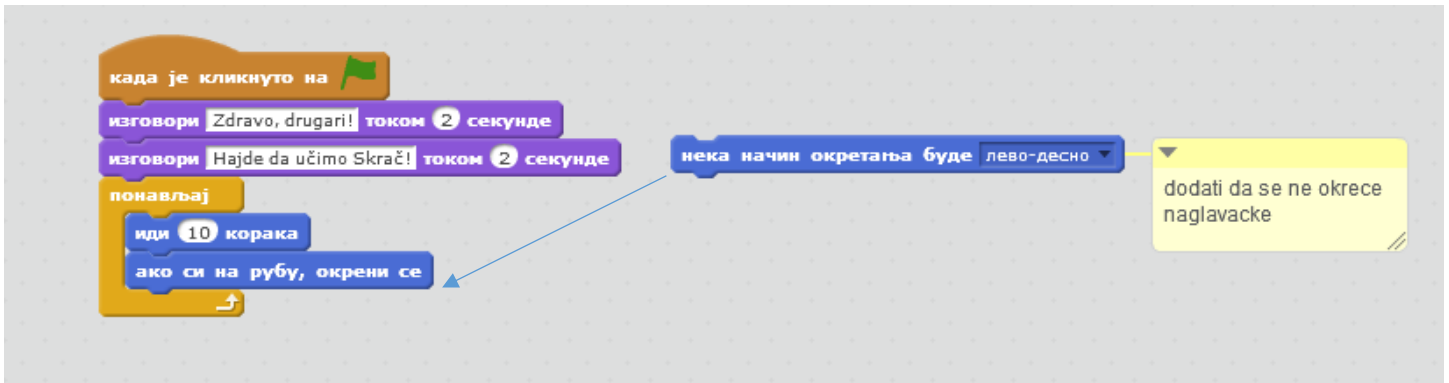 када је кликнуто на
изговори Zdravo, drugari! током 2 секунде
изговори Hajde da učimo Skrač! током 2 секунде
понављај
иди 10 корака
ако си на рубу, окрени се
нека начин окретања буде лево-десно
dodati da se ne okrece
naglavacke